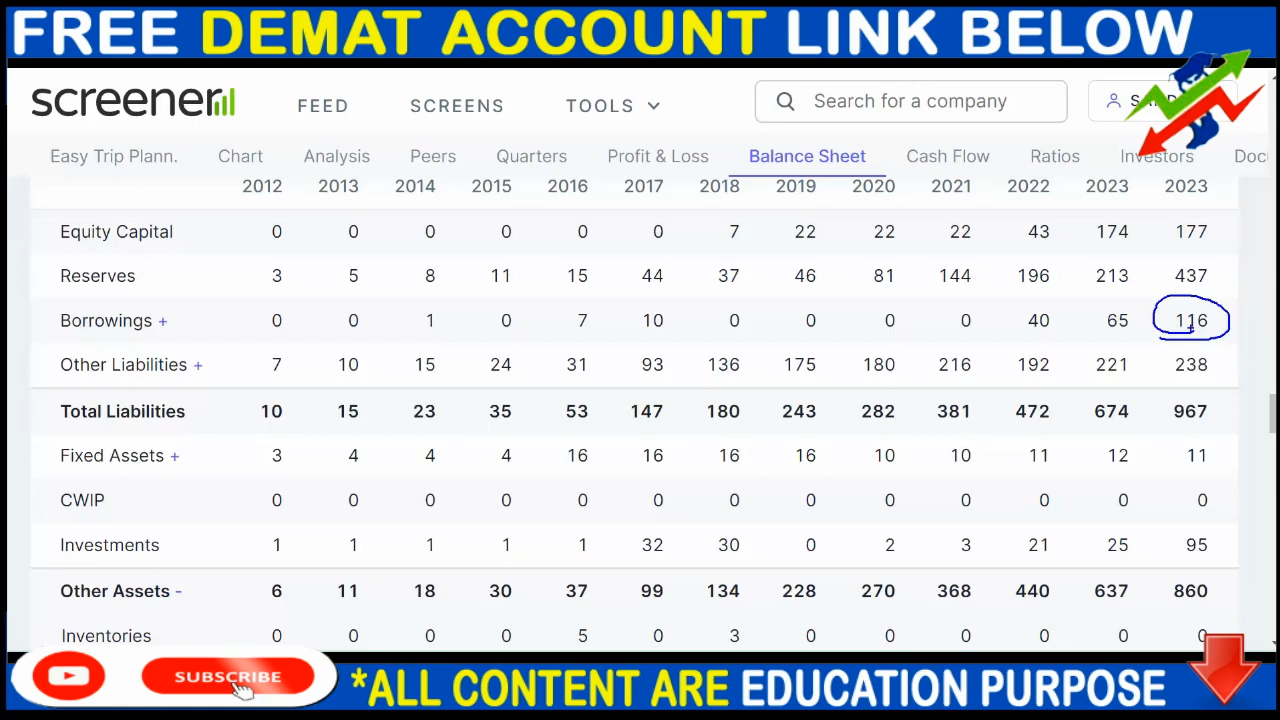 FREE DEMAT ACCOUNT LINK BELOW
screener FEED SCREENS TOOLS Search for a company
Easy Trip Plann. Chart Analysis Peers Quarters Profit & Loss Balance Sheet Cash Flow Ratios Investors Doc
2012 2013 2014 2015 2016 2017 2018 2019 2020 2021 2022 2023 2023
Equity Capital 0 0 0 0 0 0 7 22 22 22 43 174 177
Reserves 3 5 8 11 15 44 37 46 81 144 196 213 437
Borrowings + 0 0 1 0 7 10 0 0 0 0 40 65 116
Other Liabilities + 7 10 15 24 31 93 136 175 180 216 192 221 238
Total Liabilities 10 15 23 35 53 147 180 243 282 381 472 674 967
Fixed Assets + 3 4 4 4 16 16 16 16 10 10 11 12 11
CWIP 0 0 0 0 0 0 0 0 0 0 0 0 0
Investments 1 1 1 1 1 32 30 0 2 3 21 25 95
Other Assets - 6 11 18 30 37 99 134 228 270 368 440 637 860
Inventories 0 0 0 0 5 0 3 0 0 0 0 0 0
SUBSCRIBE *ALL CONTENT ARE EDUCATION PURPOSE